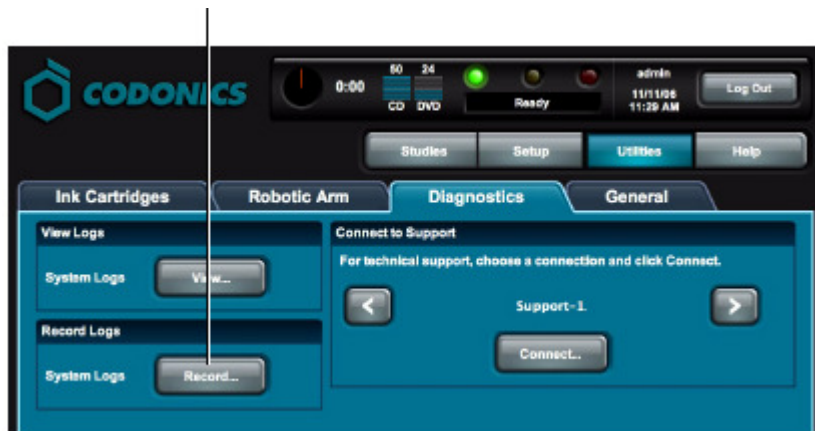 CODONICS
0:00
50 24
CD DVD
Ready
admin
11/11/06
11:29 AM
Log Out
Studies Setup Utilities Help
Ink Cartridges Robotic Arm Diagnostics General
View Logs
System Logs View...
Record Logs
System Logs Record...
Connect to Support
For technical support, choose a connection and click Connect.
< Support-1. >
Connect...